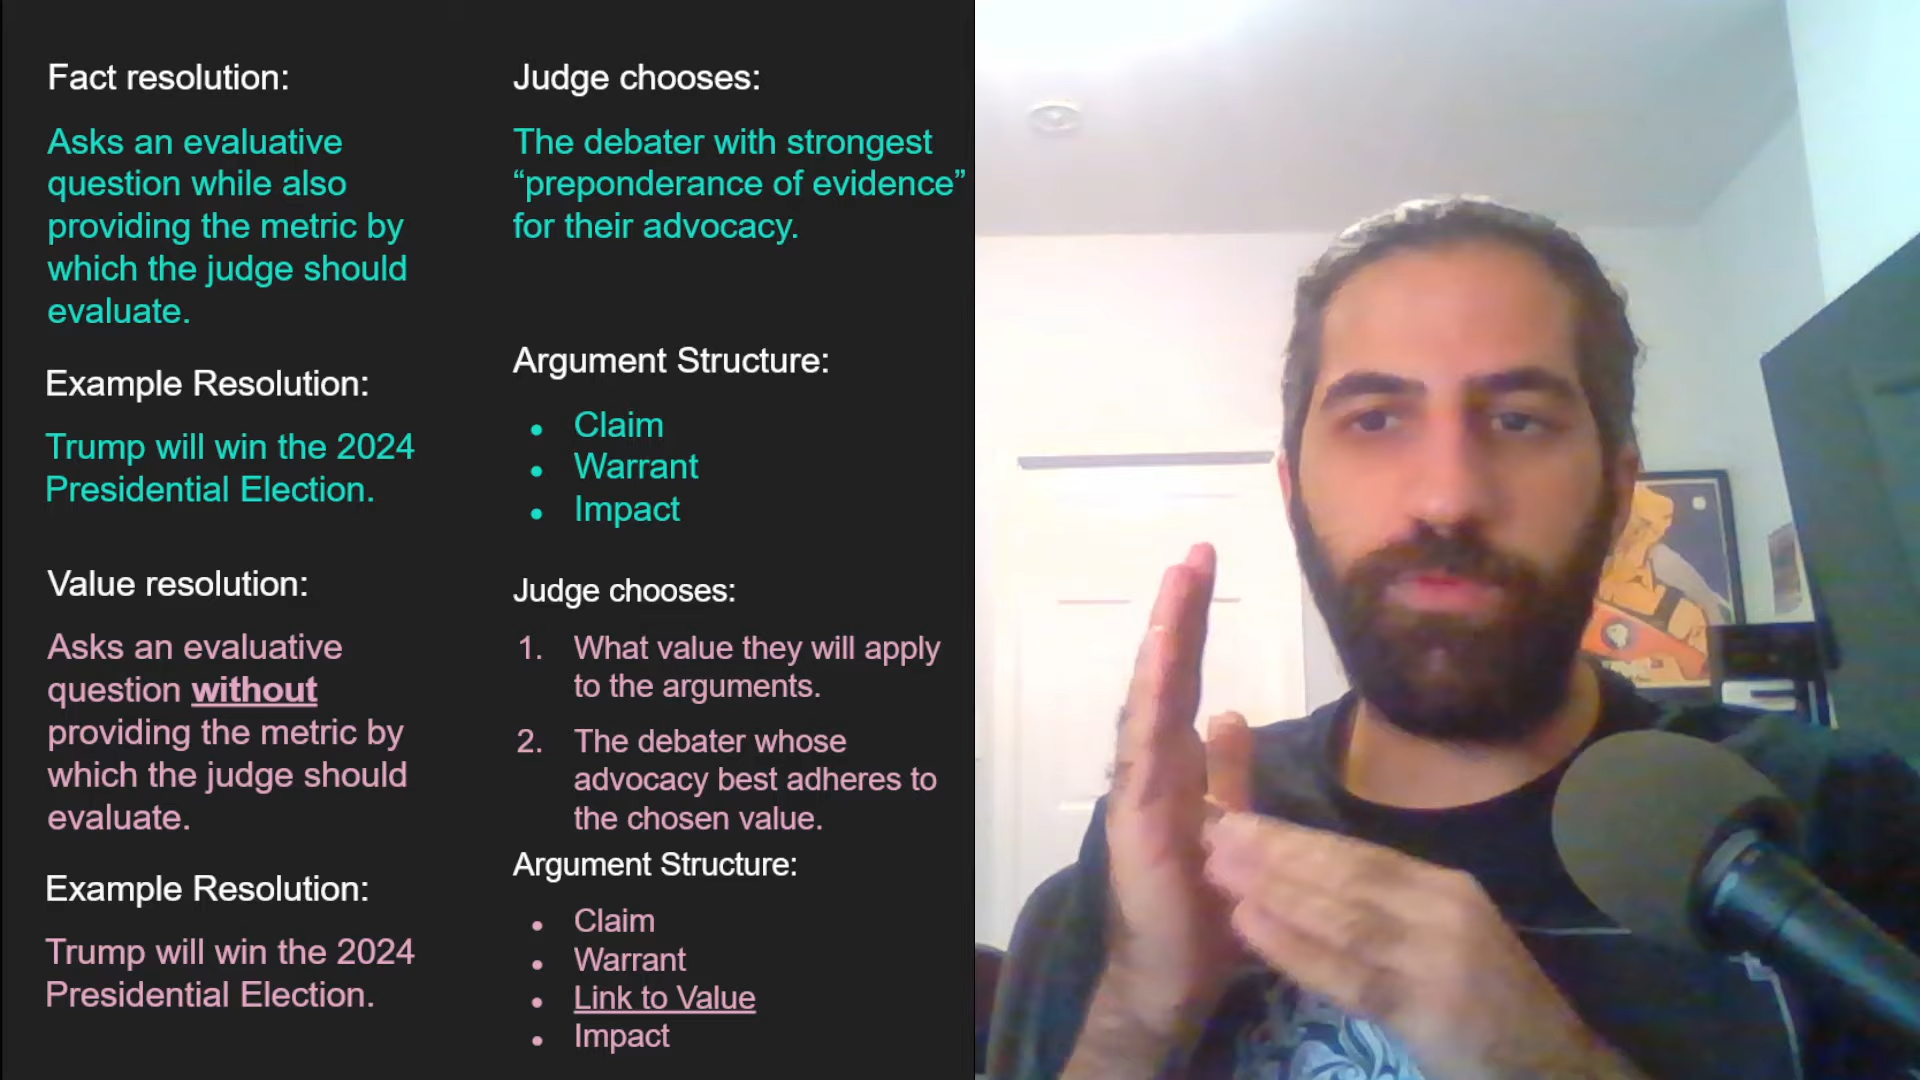 Fact resolution:
Asks an evaluative
question while also
providing the metric by
which the judge should
evaluate.
Example Resolution:
Trump will win the 2024
Presidential Election.
Judge chooses:
The debater with strongest
“preponderance of evidence”
for their advocacy.
Argument Structure:
• Claim
• Warrant
• Impact
Value resolution:
Asks an evaluative
question without
providing the metric by
which the judge should
evaluate.
Example Resolution:
Trump will win the 2024
Presidential Election.
Judge chooses:
1. What value they will apply
to the arguments.
2. The debater whose
advocacy best adheres to
the chosen value.
Argument Structure:
• Claim
• Warrant
• Link to Value
• Impact